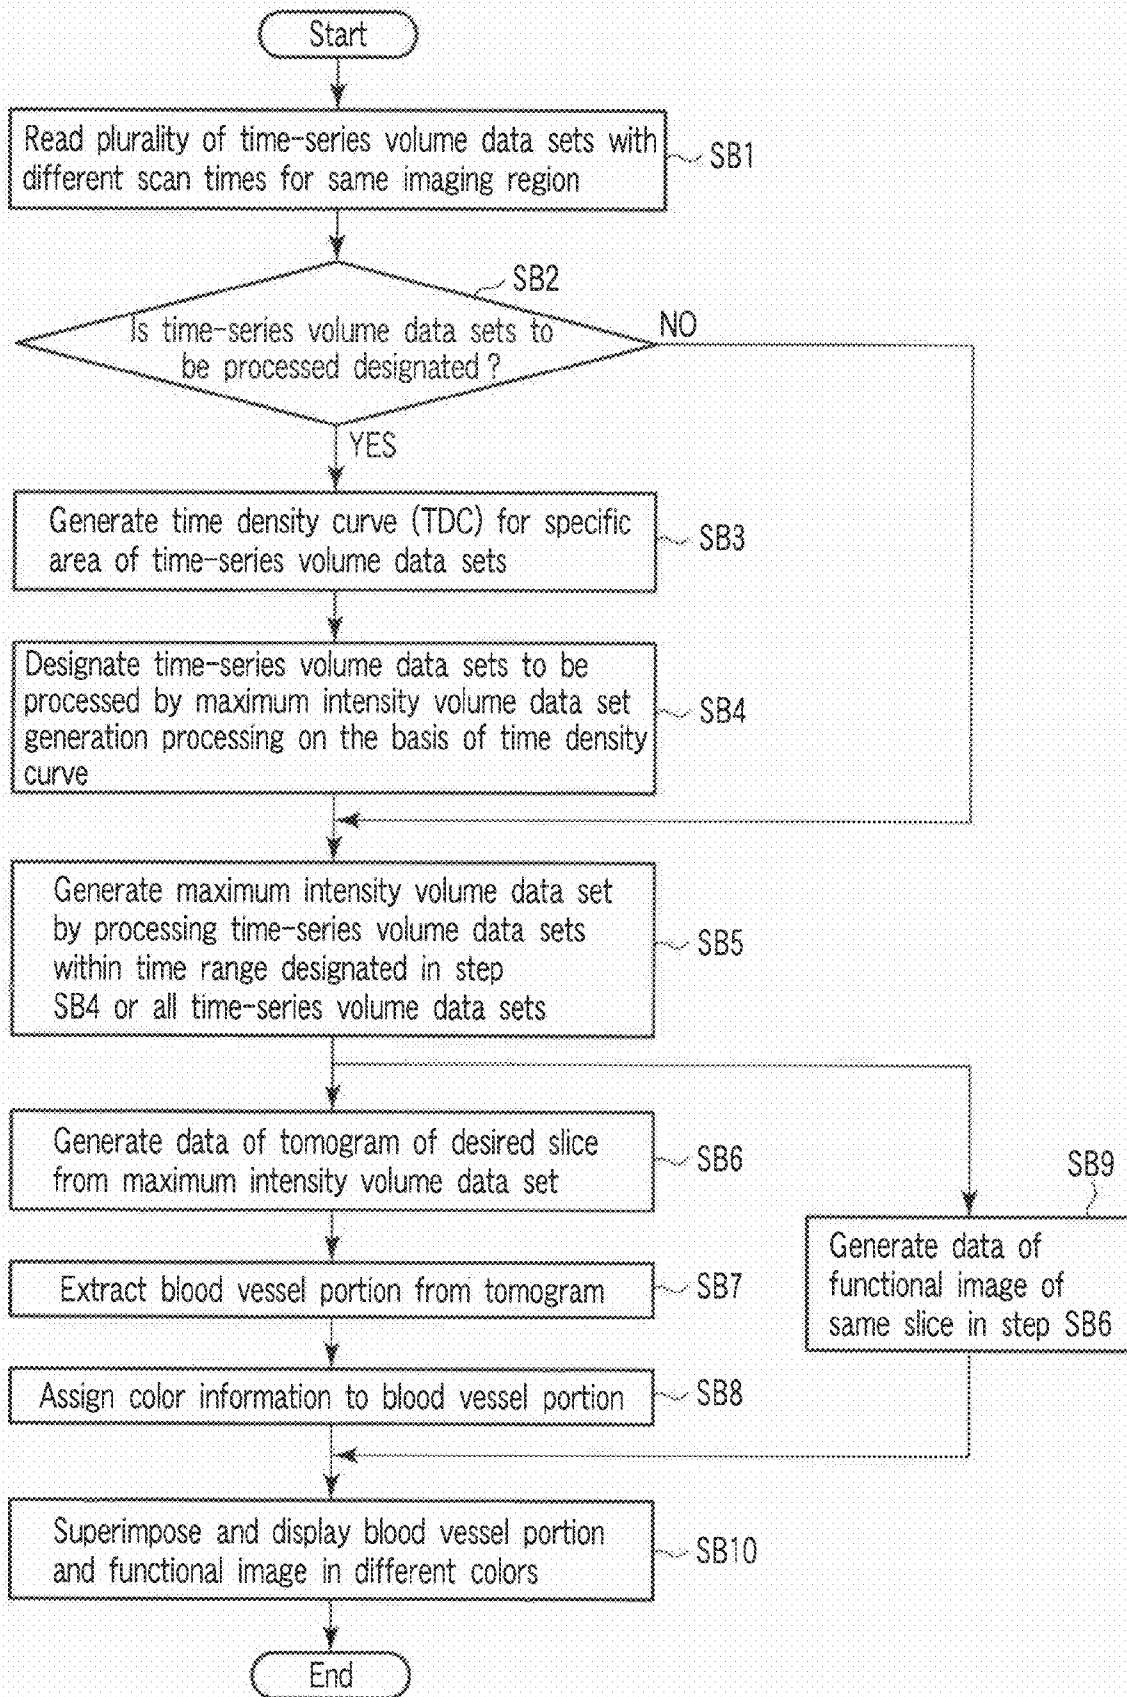 Start
Read plurality of time-series volume data sets with
different scan times for same imaging region
SB1
SB2
Is time-series volume data sets to
be processed designated ?
NO
YES
Generate time density curve (TDC) for specific
area of time-series volume data sets
SB3
Designate time-series volume data sets to be
processed by maximum intensity volume data set
generation processing on the basis of time density
curve
SB4
Generate maximum intensity volume data set
by processing time-series volume data sets
within time range designated in step
SB4 or all time-series volume data sets
SB5
Generate data of tomogram of desired slice
from maximum intensity volume data set
SB6
SB9
Generate data of
functional image of
same slice in step SB6
Extract blood vessel portion from tomogram
SB7
Assign color information to blood vessel portion
SB8
Superimpose and display blood vessel portion
and functional image in different colors
SB10
End